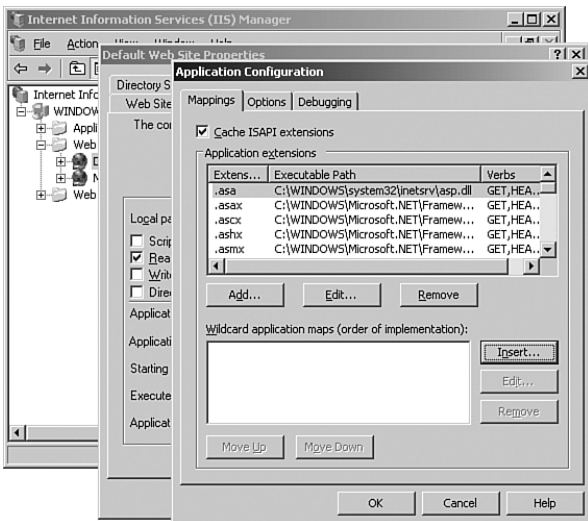 Internet Information Services (IIS) Manager
File Action View Window Help
Default Web Site Properties
Internet Info
WINDOW
Appli
Web
Web
Directory S
Web Site
The co
Local pa
Scrip
Rea
Write
Direc
Applicat
Applicati
Starting
Execute
Applicat
Application Configuration
Mappings Options Debugging
Cache ISAPI extensions
Application extensions
Extens... Executable Path Verbs
.asa C:\WINDOWS\system32\inetsrv\asp.dll GET,HEA..
.asax C:\WINDOWS\Microsoft.NET\Framew... GET,HEA..
.ascx C:\WINDOWS\Microsoft.NET\Framew... GET,HEA..
.ashx C:\WINDOWS\Microsoft.NET\Framew... GET,HEA..
.asmx C:\WINDOWS\Microsoft.NET\Framew... GET,HEA..
Add... Edit... Remove
Wildcard application maps (order of implementation):
Insert...
Edit...
Remove
Move Up Move Down
OK Cancel Help